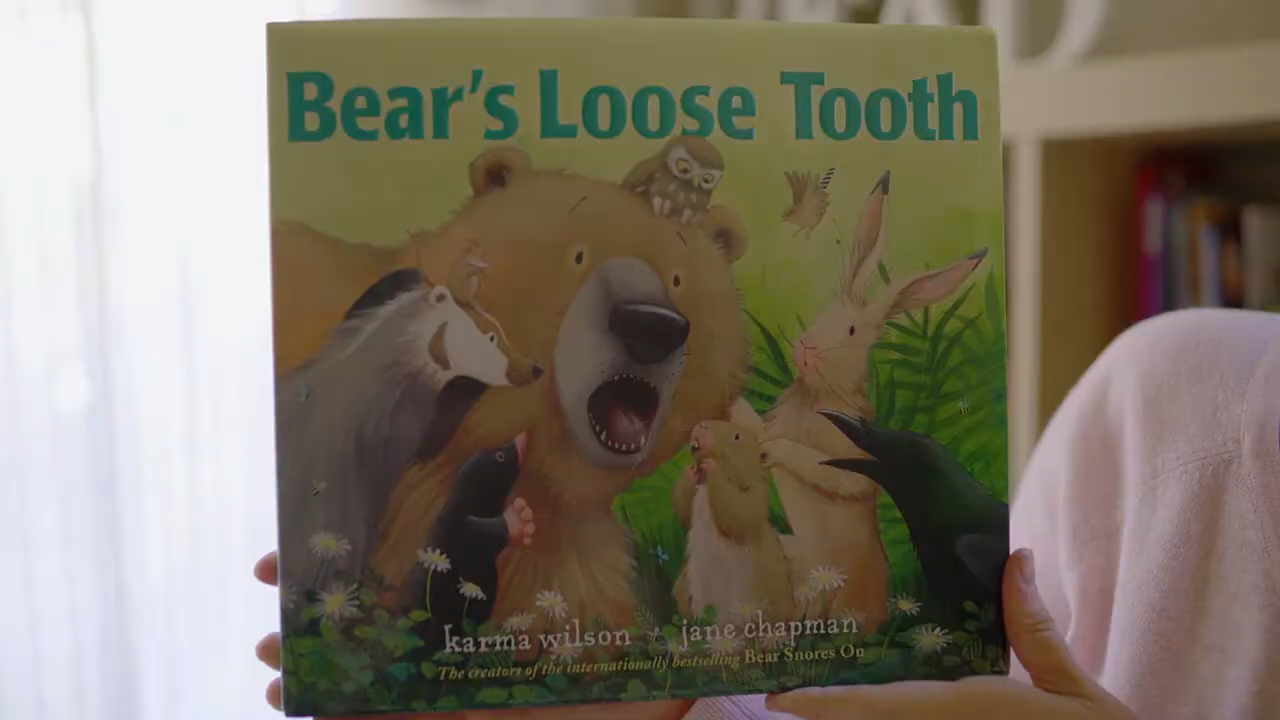 Bear's Loose Tooth
karma wilson / jane chapman
The creators of the internationally bestselling Bear Snores On